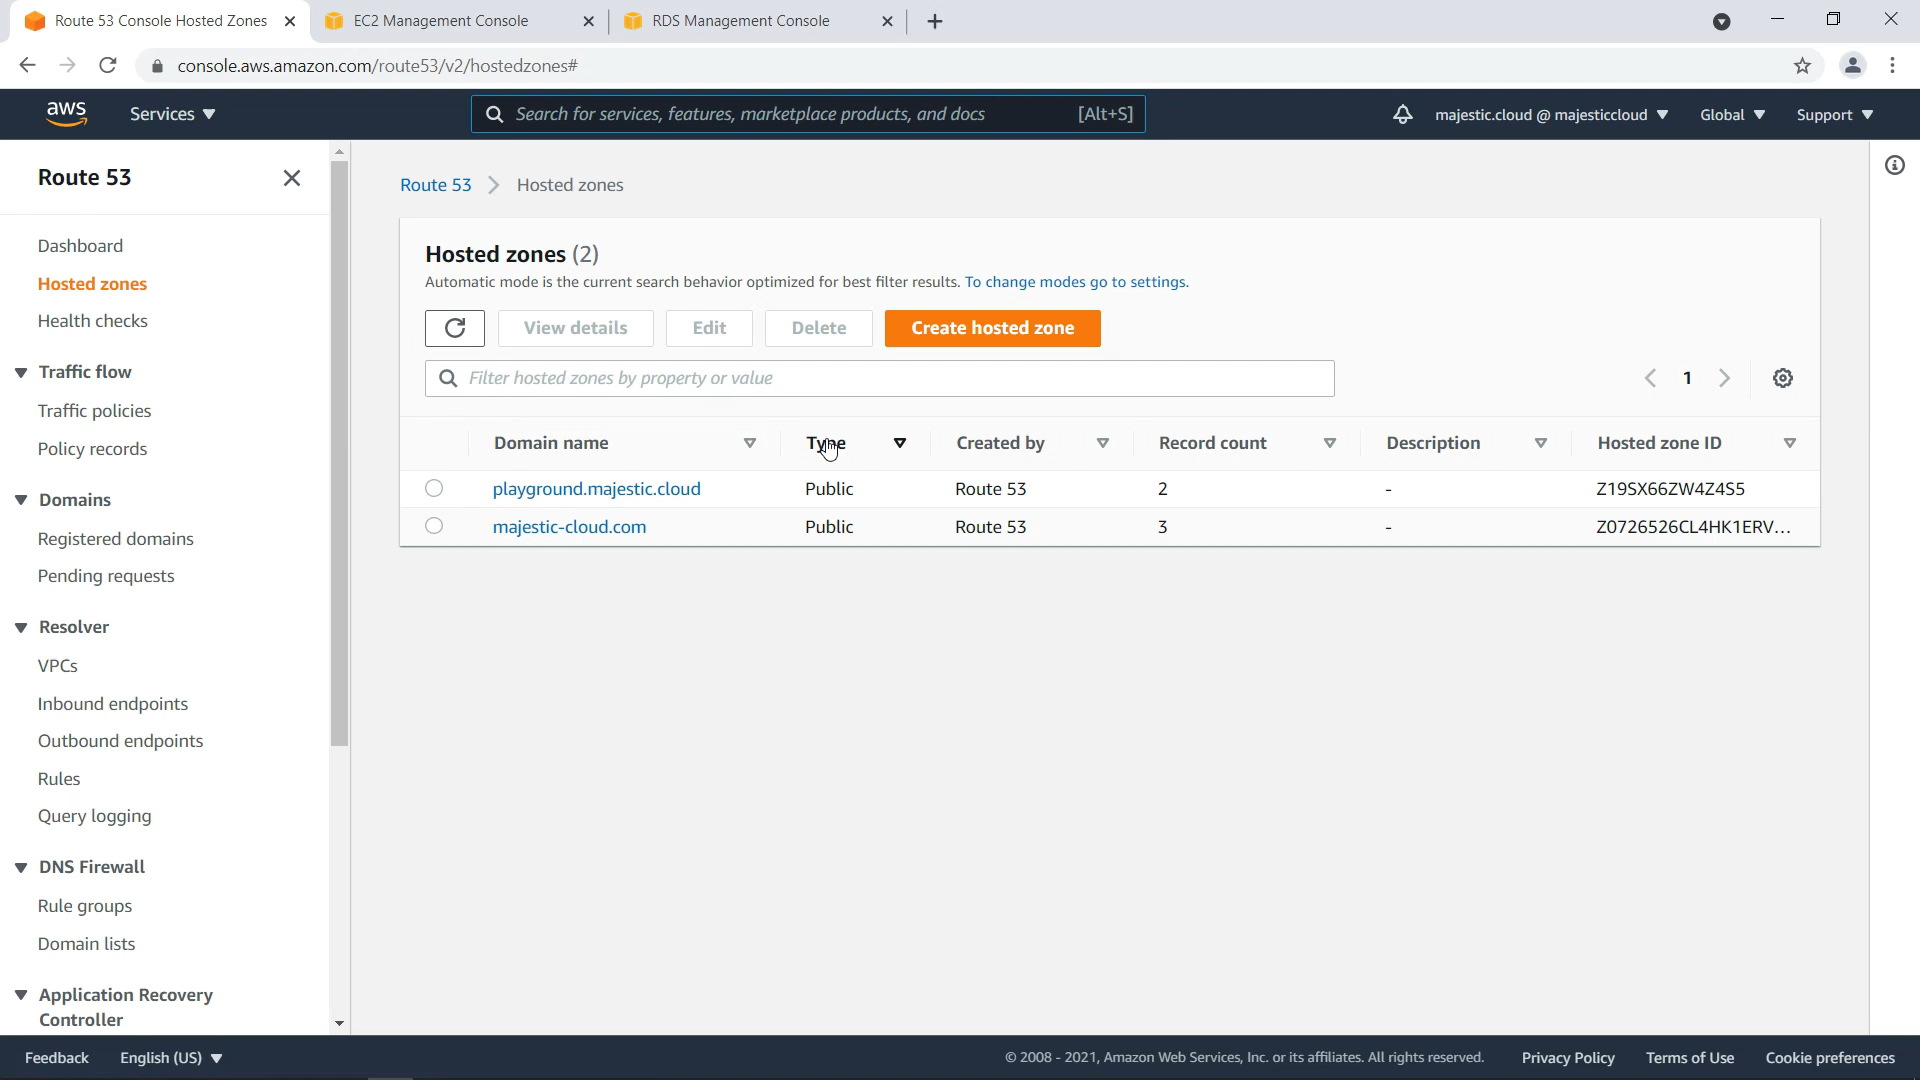 Route 53 Console Hosted Zones
EC2 Management Console
RDS Management Console
console.aws.amazon.com/route53/v2/hostedzones#
aws
Services
Search for services, features, marketplace products, and docs
[Alt+S]
majestic.cloud @ majesticcloud
Global
Support
Route 53
Dashboard
Hosted zones
Health checks
Traffic flow
Traffic policies
Policy records
Domains
Registered domains
Pending requests
Resolver
VPCs
Inbound endpoints
Outbound endpoints
Rules
Query logging
DNS Firewall
Rule groups
Domain lists
Application Recovery
Controller
Route 53 > Hosted zones
Hosted zones (2)
Automatic mode is the current search behavior optimized for best filter results. To change modes go to settings.
View details
Edit
Delete
Create hosted zone
Filter hosted zones by property or value
1
Domain name Type Created by Record count Description Hosted zone ID
playground.majestic.cloud Public Route 53 2 - Z19SX66ZW4Z4S5
majestic-cloud.com Public Route 53 3 - Z0726526CL4HK1ERV...
Feedback
English (US)
© 2008 - 2021, Amazon Web Services, Inc. or its affiliates. All rights reserved.
Privacy Policy
Terms of Use
Cookie preferences